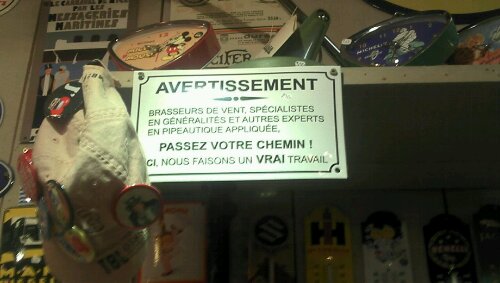 MESSAGERIES
MARITIMES
AVERTISSEMENT
BRASSEURS DE VENT, SPÉCIALISTES
EN GÉNÉRALITÉS ET AUTRES EXPERTS
EN PIPEAUTIQUE APPLIQUÉE,
PASSEZ VOTRE CHEMIN !
ICI, NOUS FAISONS UN VRAI TRAVAIL